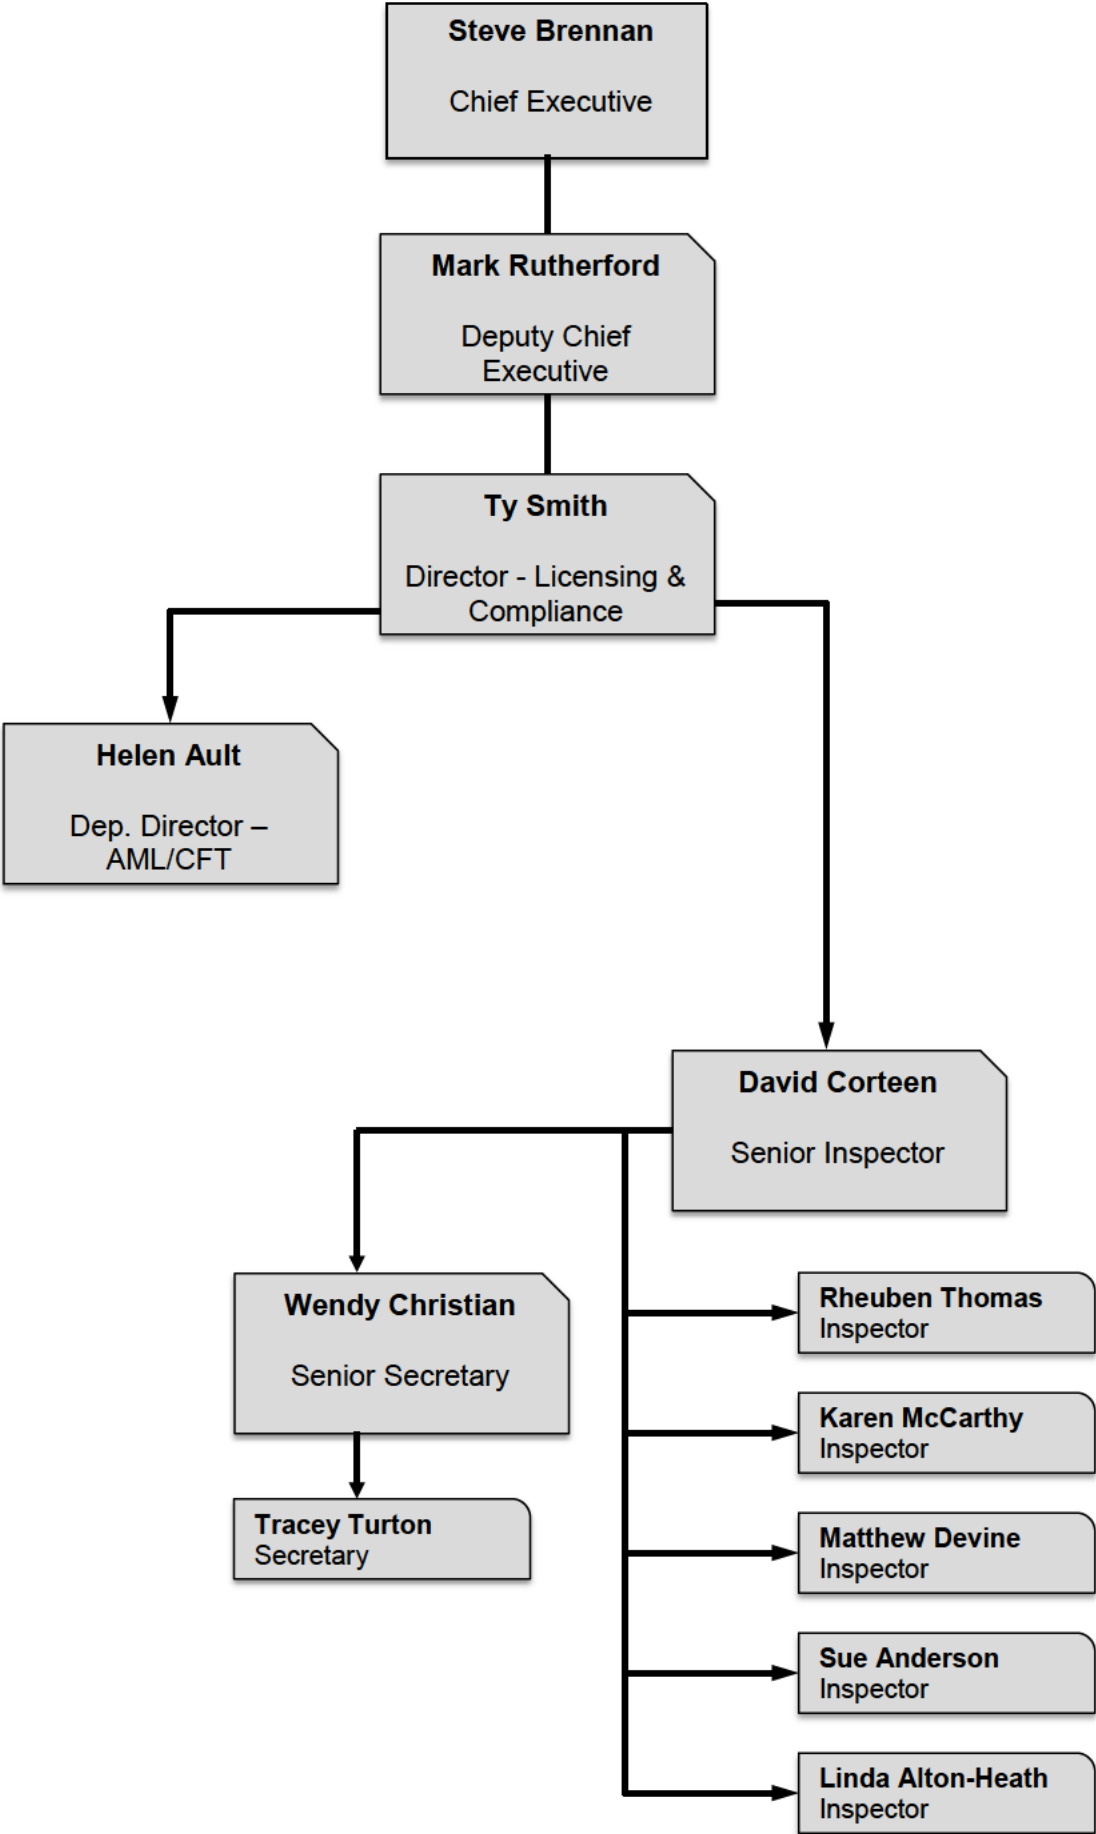 Steve Brennan
Chief Executive
Mark Rutherford
Deputy Chief
Executive
Ty Smith
Director - Licensing &
Compliance
Helen Ault
Dep. Director –
AML/CFT
David Corteen
Senior Inspector
Wendy Christian
Senior Secretary
Tracey Turton
Secretary
Rheuben Thomas
Inspector
Karen McCarthy
Inspector
Matthew Devine
Inspector
Sue Anderson
Inspector
Linda Alton-Heath
Inspector